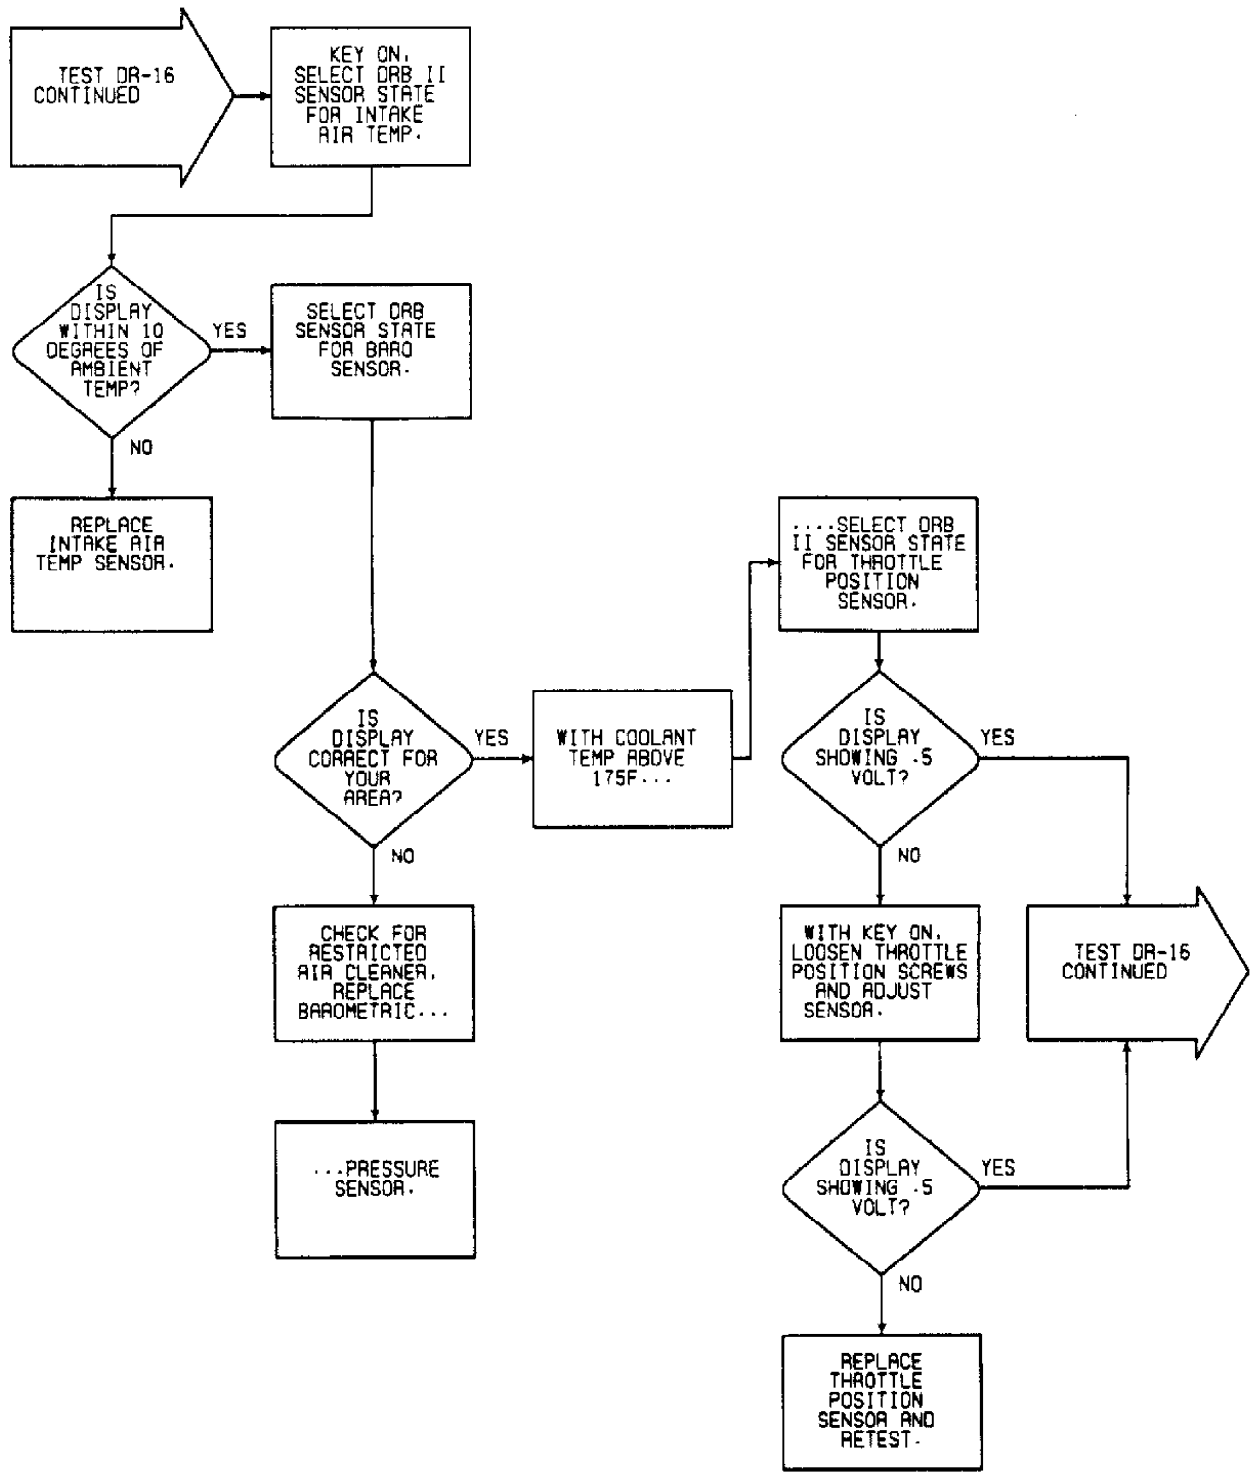 TEST DR-16
CONTINUED
KEY ON,
SELECT DRB II
SENSOR STATE
FOR INTAKE
AIR TEMP.
IS
DISPLAY
WITHIN 10
DEGREES OF
AMBIENT
TEMP?
YES
SELECT DRB
SENSOR STATE
FOR BARO
SENSOR.
NO
REPLACE
INTAKE AIR
TEMP SENSOR.
....SELECT DRB
II SENSOR STATE
FOR THROTTLE
POSITION
SENSOR.
IS
DISPLAY
CORRECT FOR
YOUR
AREA?
YES
WITH COOLANT
TEMP ABOVE
175F...
IS
DISPLAY
SHOWING .5
VOLT?
YES
NO
CHECK FOR
RESTRICTED
AIR CLEANER,
REPLACE
BAROMETRIC...
NO
WITH KEY ON,
LOOSEN THROTTLE
POSITION SCREWS
AND ADJUST
SENSOR.
TEST DR-16
CONTINUED
...PRESSURE
SENSOR.
IS
DISPLAY
SHOWING .5
VOLT?
YES
NO
REPLACE
THROTTLE
POSITION
SENSOR AND
RETEST.